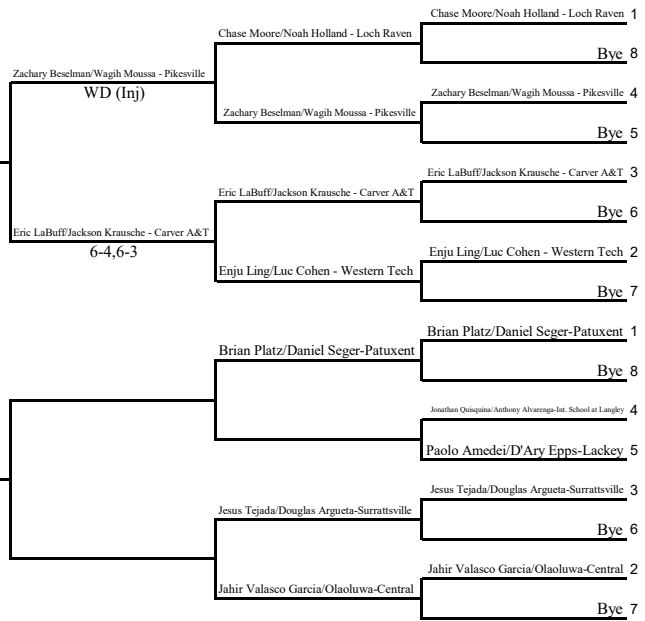 Chase Moore/Noah Holland - Loch Raven 1
Chase Moore/Noah Holland - Loch Raven
Bye 8
Zachary Beselman/Wagih Moussa - Pikesville
WD (Inj)
Zachary Beselman/Wagih Moussa - Pikesville 4
Zachary Beselman/Wagih Moussa - Pikesville
Bye 5
Eric LaBuff/Jackson Krausche - Carver A&T 3
Eric LaBuff/Jackson Krausche - Carver A&T
Bye 6
Eric LaBuff/Jackson Krausche - Carver A&T
6-4,6-3
Enju Ling/Luc Cohen - Western Tech 2
Enju Ling/Luc Cohen - Western Tech
Bye 7
Brian Platz/Daniel Seger-Patuxent 1
Brian Platz/Daniel Seger-Patuxent
Bye 8
Jonathan Quisquina/Anthony Alvarenga-Int. School at Langley 4
Paolo Amedei/D'Ary Epps-Lackey 5
Jesus Tejada/Douglas Argueta-Surrattsville 3
Jesus Tejada/Douglas Argueta-Surrattsville
Bye 6
Jahir Valasco Garcia/Olaoluwa-Central 2
Jahir Valasco Garcia/Olaoluwa-Central
Bye 7